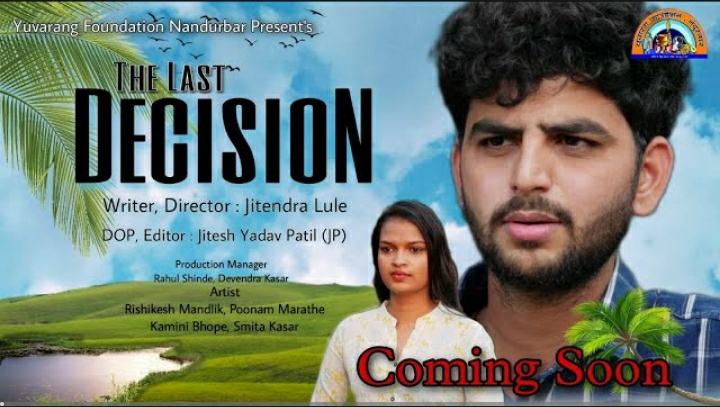 Yuvarang Foundation Nandurbar Present's
THE LAST
DECISION
Writer, Director : Jitendra Lule
DOP, Editor : Jitesh Yadav Patil (JP)
Production Manager
Rahul Shinde, Devendra Kasar
Artist
Rishikesh Mandlik, Poonam Marathe
Kamini Bhope, Smita Kasar
Coming Soon